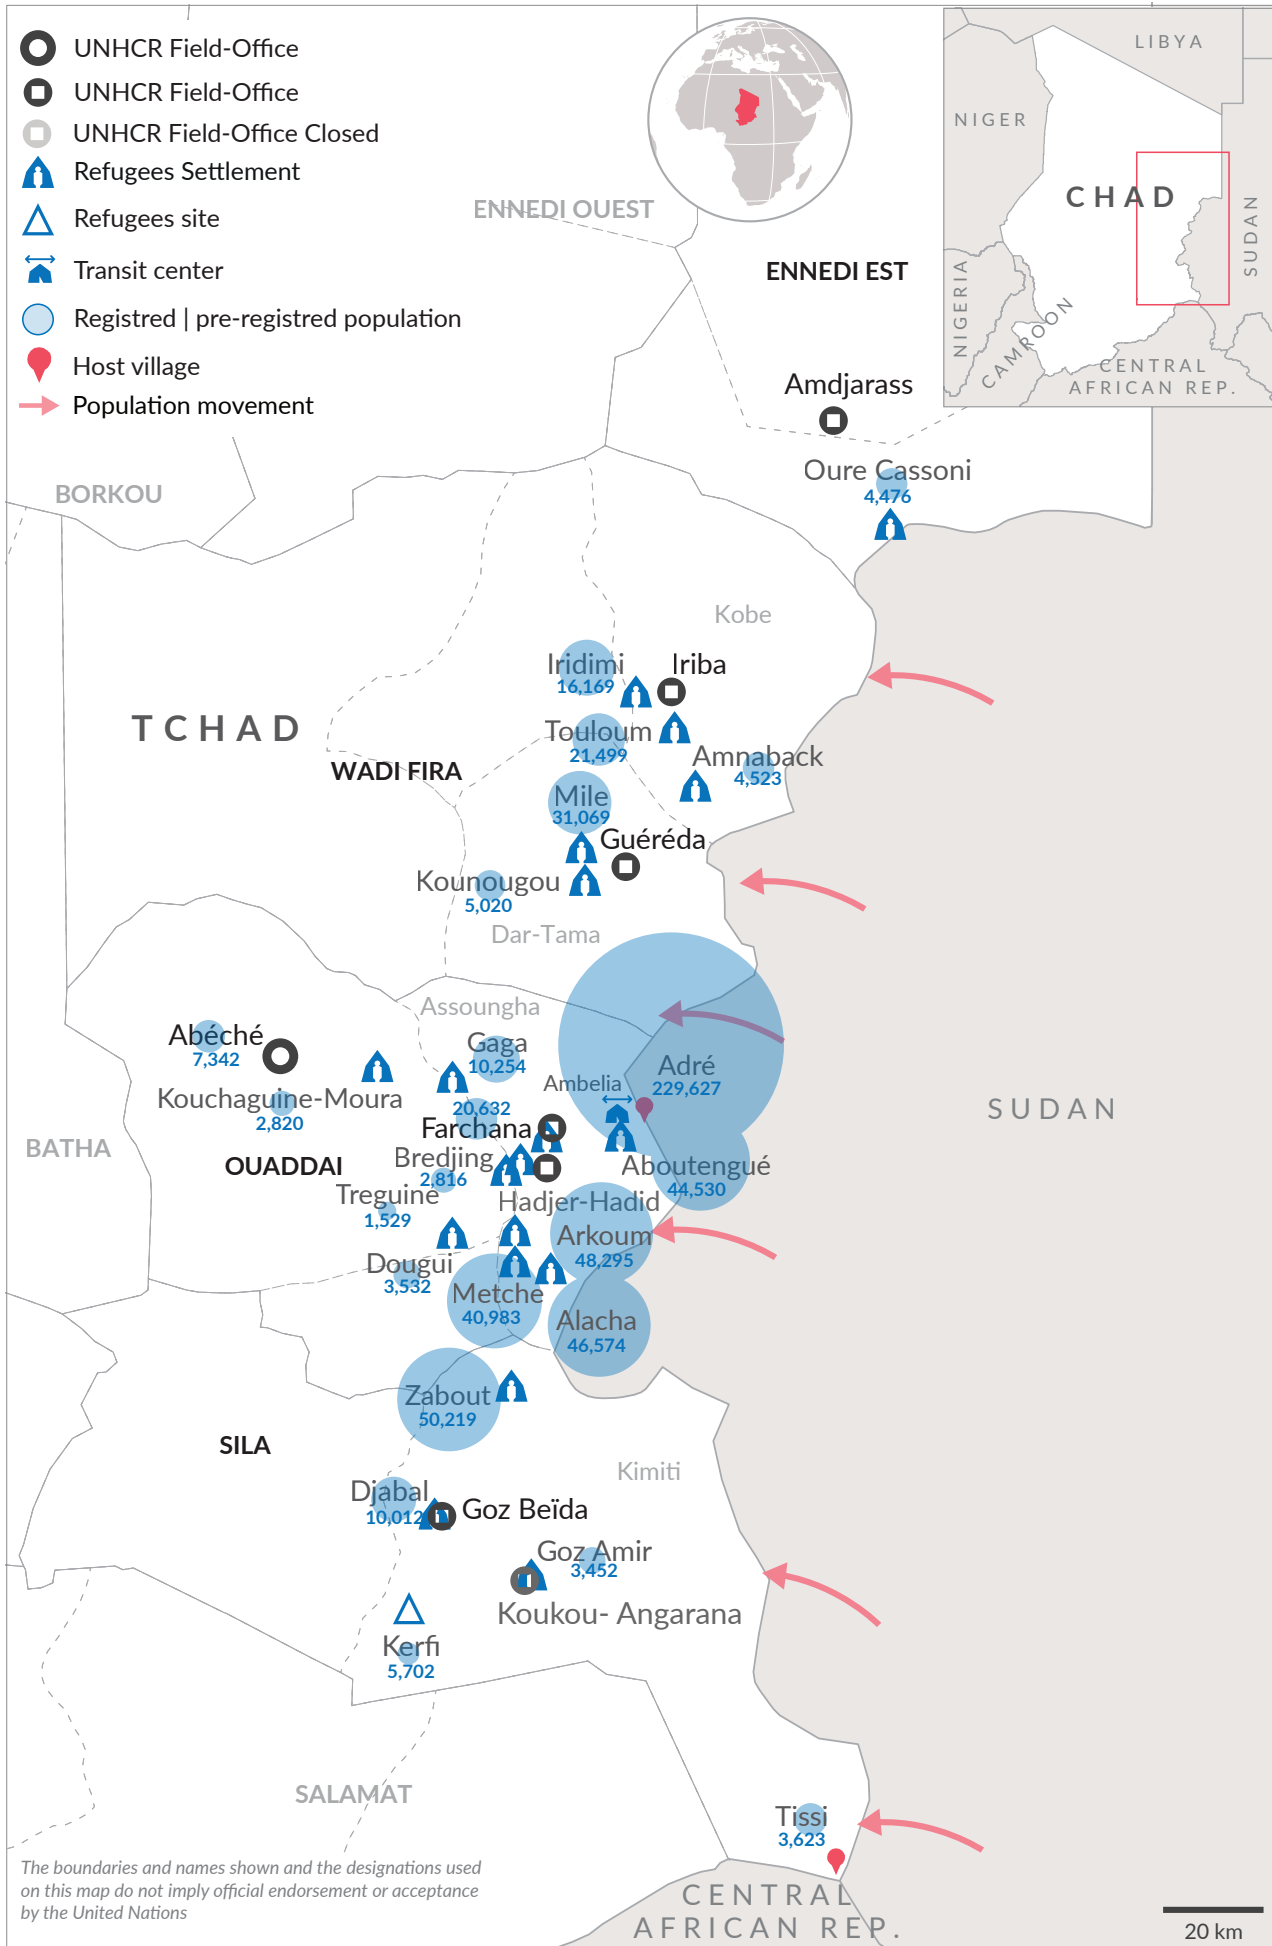 UNHCR Field-Office
UNHCR Field-Office
UNHCR Field-Office Closed
Refugees Settlement
Refugees site
Transit center
Registred | pre-registred population
Host village
Population movement
LIBYA
NIGER
CHAD
SUDAN
NIGERIA
CAMROON
CENTRAL
AFRICAN REP.
ENNEDI OUEST
ENNEDI EST
Amdjarass
Oure Cassoni
4,476
BORKOU
Kobe
Iridimi
16,169
Iriba
TCHAD
Touloum
21,499
WADI FIRA
Amnaback
4,523
Mile
31,069
Guéréda
Kounougou
5,020
Dar-Tama
Assoungha
Abéché
7,342
Gaga
10,254
Adré
229,627
Ambelia
Kouchaguine-Moura
2,820
20,632
Farchana
SUDAN
BATHA
OUADDAI
Bredjing
2,816
Aboutengué
44,530
Treguine
1,529
Hadjer-Hadid
Arkoum
48,295
Dougui
3,532
Metche
40,983
Alacha
46,574
Zabout
50,219
SILA
Kimiti
Djabal
10,012
Goz Beïda
Goz Amir
3,452
Koukou- Angarana
Kerfi
5,702
SALAMAT
Tissi
3,623
The boundaries and names shown and the designations used
on this map do not imply official endorsement or acceptance
by the United Nations
CENTRAL
AFRICAN REP.
20 km